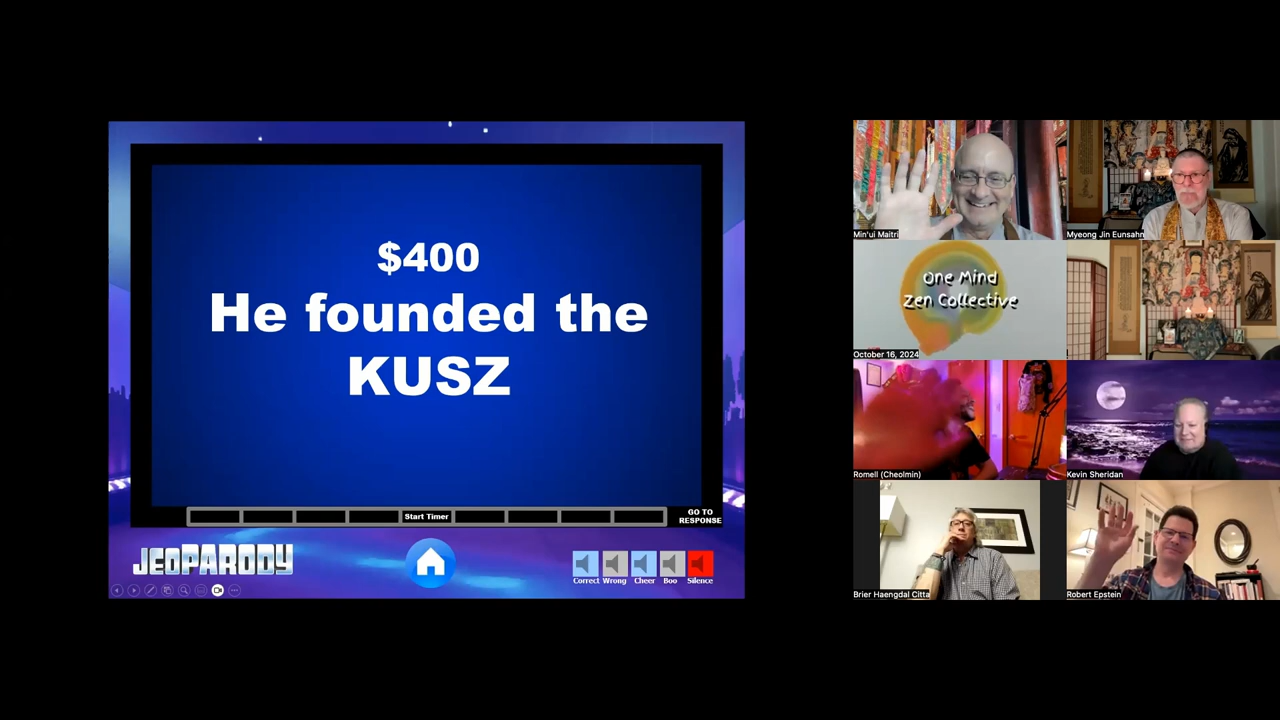 $400
He founded the
KUSZ
Start Timer
GO TO
RESPONSE
JEOPARODY
Correct Wrong Cheer Boo Silence
Min'ui Maitri
Myeong Jin Eunsahn
One Mind
Zen Collective
October 16, 2024
Romell (Cheolmin)
Kevin Sheridan
Brier Haengdal Citta
Robert Epstein